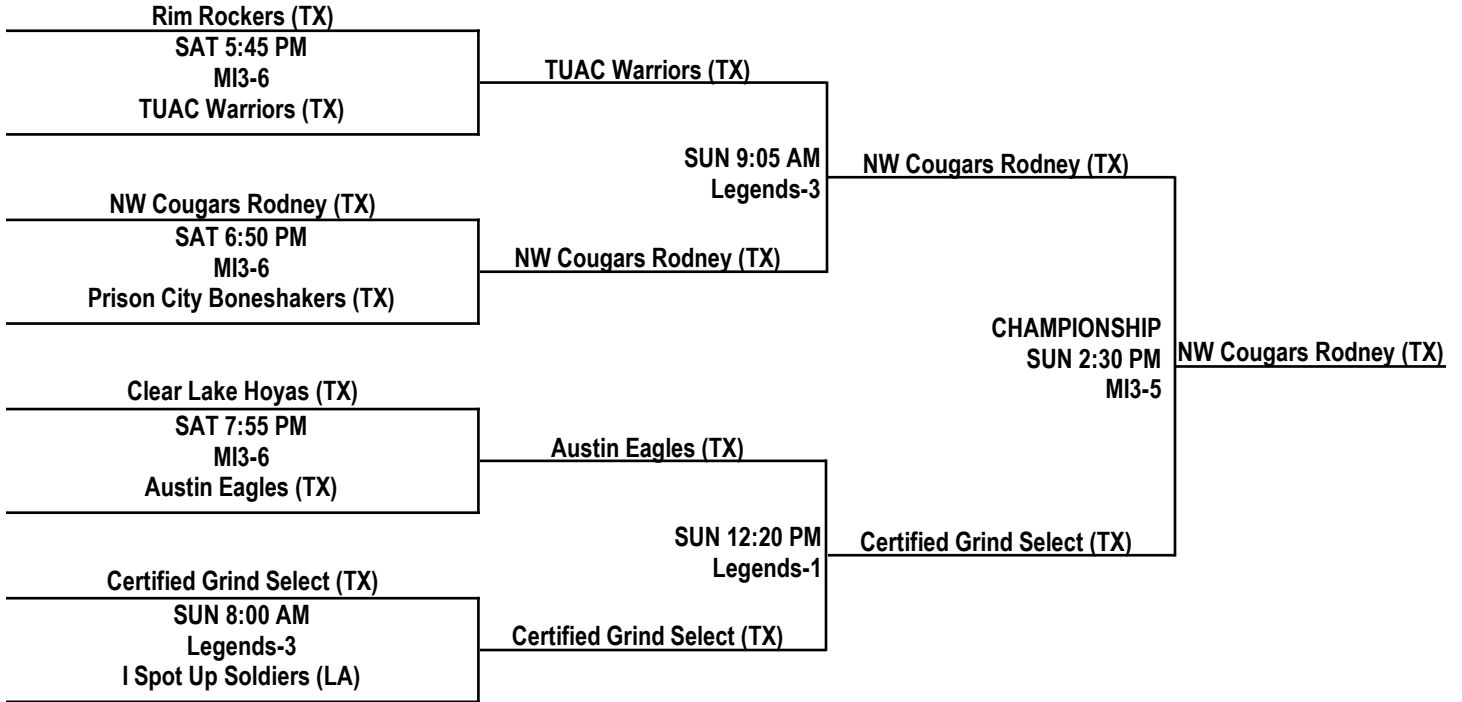 Rim Rockers (TX)
SAT 5:45 PM
MI3-6
TUAC Warriors (TX)
NW Cougars Rodney (TX)
SAT 6:50 PM
MI3-6
Prison City Boneshakers (TX)
Clear Lake Hoyas (TX)
SAT 7:55 PM
MI3-6
Austin Eagles (TX)
Certified Grind Select (TX)
SUN 8:00 AM
Legends-3
I Spot Up Soldiers (LA)
TUAC Warriors (TX)
SUN 9:05 AM
Legends-3
NW Cougars Rodney (TX)
Austin Eagles (TX)
SUN 12:20 PM
Legends-1
Certified Grind Select (TX)
NW Cougars Rodney (TX)
CHAMPIONSHIP
SUN 2:30 PM
MI3-5
Certified Grind Select (TX)
NW Cougars Rodney (TX)